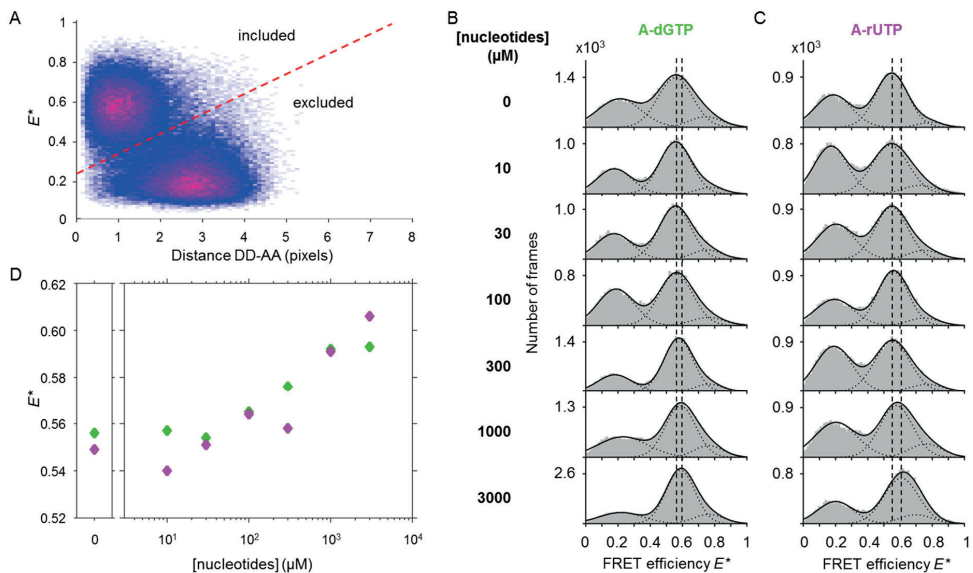 A
1
0.8
0.6
0.4
0.2
0
E*
included
excluded
0 1 2 3 4 5 6 7 8
Distance DD-AA (pixels)
D
0.62
0.60
0.58
0.56
0.54
0.52
E*
0 10¹ 10² 10³ 10⁴
[nucleotides] (µM)
B
[nucleotides]
(µM)
0
10
30
100
300
1000
3000
A-dGTP
x10³
1.4
1.0
1.0
0.8
1.4
1.3
2.6
Number of frames
0 0.2 0.4 0.6 0.8 1
FRET efficiency E*
C
A-rUTP
x10³
0.9
0.8
0.9
0.9
0.9
0.9
0.8
0 0.2 0.4 0.6 0.8 1
FRET efficiency E*